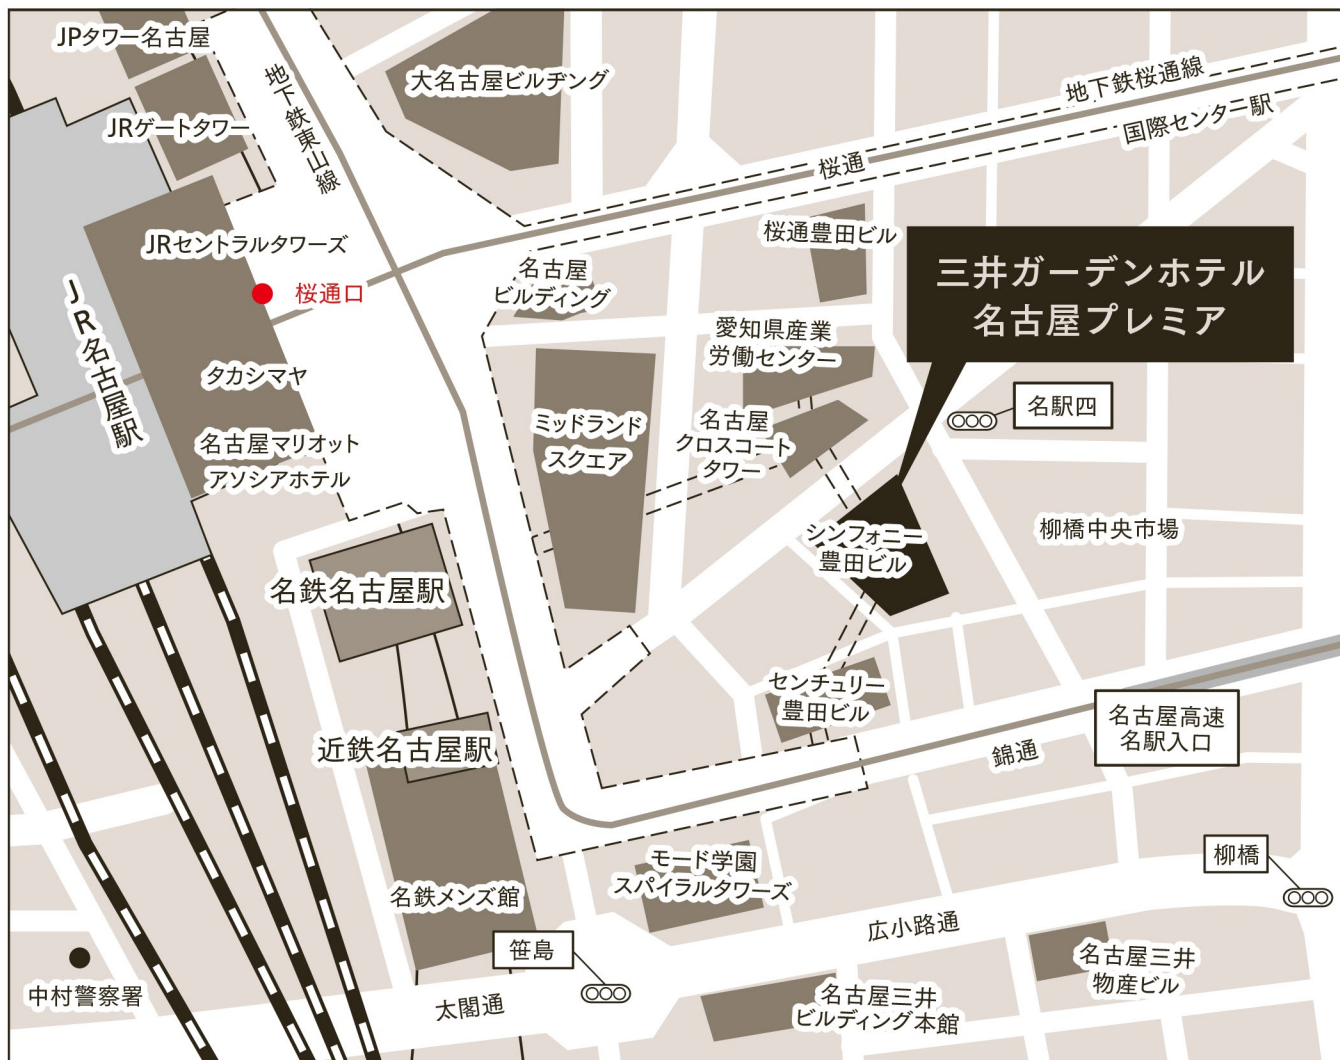 JPタワー名古屋
JRゲートタワー
地下鉄東山線
大名古屋ビルヂング
地下鉄桜通線
国際センター駅
桜通
JRセントラルタワーズ
桜通口
名古屋
ビルディング
桜通豊田ビル
三井ガーデンホテル
名古屋プレミア
JR名古屋駅
愛知県産業
労働センター
タカシマヤ
名駅四
ミッドランド
スクエア
名古屋
クロスコート
タワー
名古屋マリオット
アソシアホテル
シンフォニー
豊田ビル
柳橋中央市場
名鉄名古屋駅
センチュリー
豊田ビル
名古屋高速
名駅入口
近鉄名古屋駅
錦通
柳橋
モード学園
スパイラルタワーズ
名鉄メンズ館
広小路通
笹島
名古屋三井
物産ビル
中村警察署
太閤通
名古屋三井
ビルディング本館